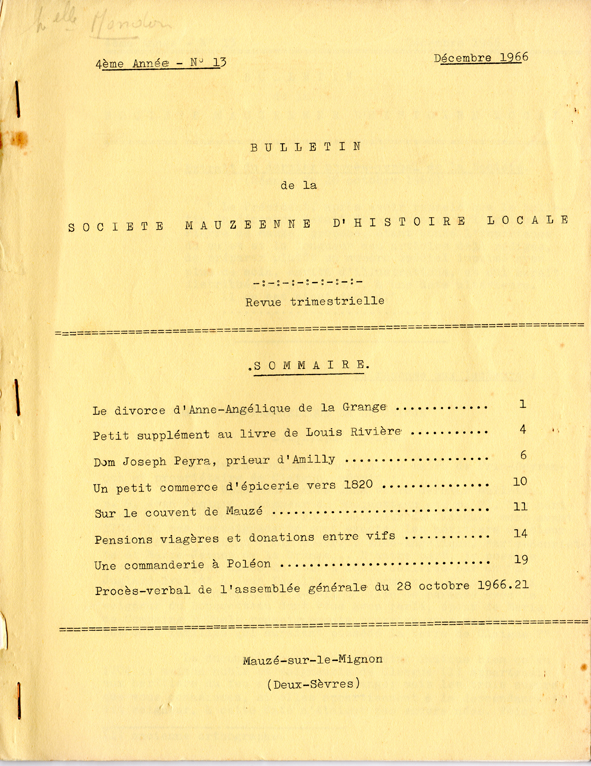 4ème Année - N° 13
Décembre 1966
BULLETIN
de la
SOCIETE MAUZEENNE D'HISTOIRE LOCALE
-:-:-:-:-:-:-:-
Revue trimestrielle
.SOMMAIRE.
Le divorce d'Anne-Angélique de la Grange ............. 1
Petit supplément au livre de Louis Rivière ........... 4
Dom Joseph Peyra, prieur d'Amilly .................... 6
Un petit commerce d'épicerie vers 1820 ............... 10
Sur le couvent de Mauzé .............................. 11
Pensions viagères et donations entre vifs ............ 14
Une commanderie à Poléon ............................. 19
Procès-verbal de l'assemblée générale du 28 octobre 1966.21
Mauzé-sur-le-Mignon
(Deux-Sèvres)